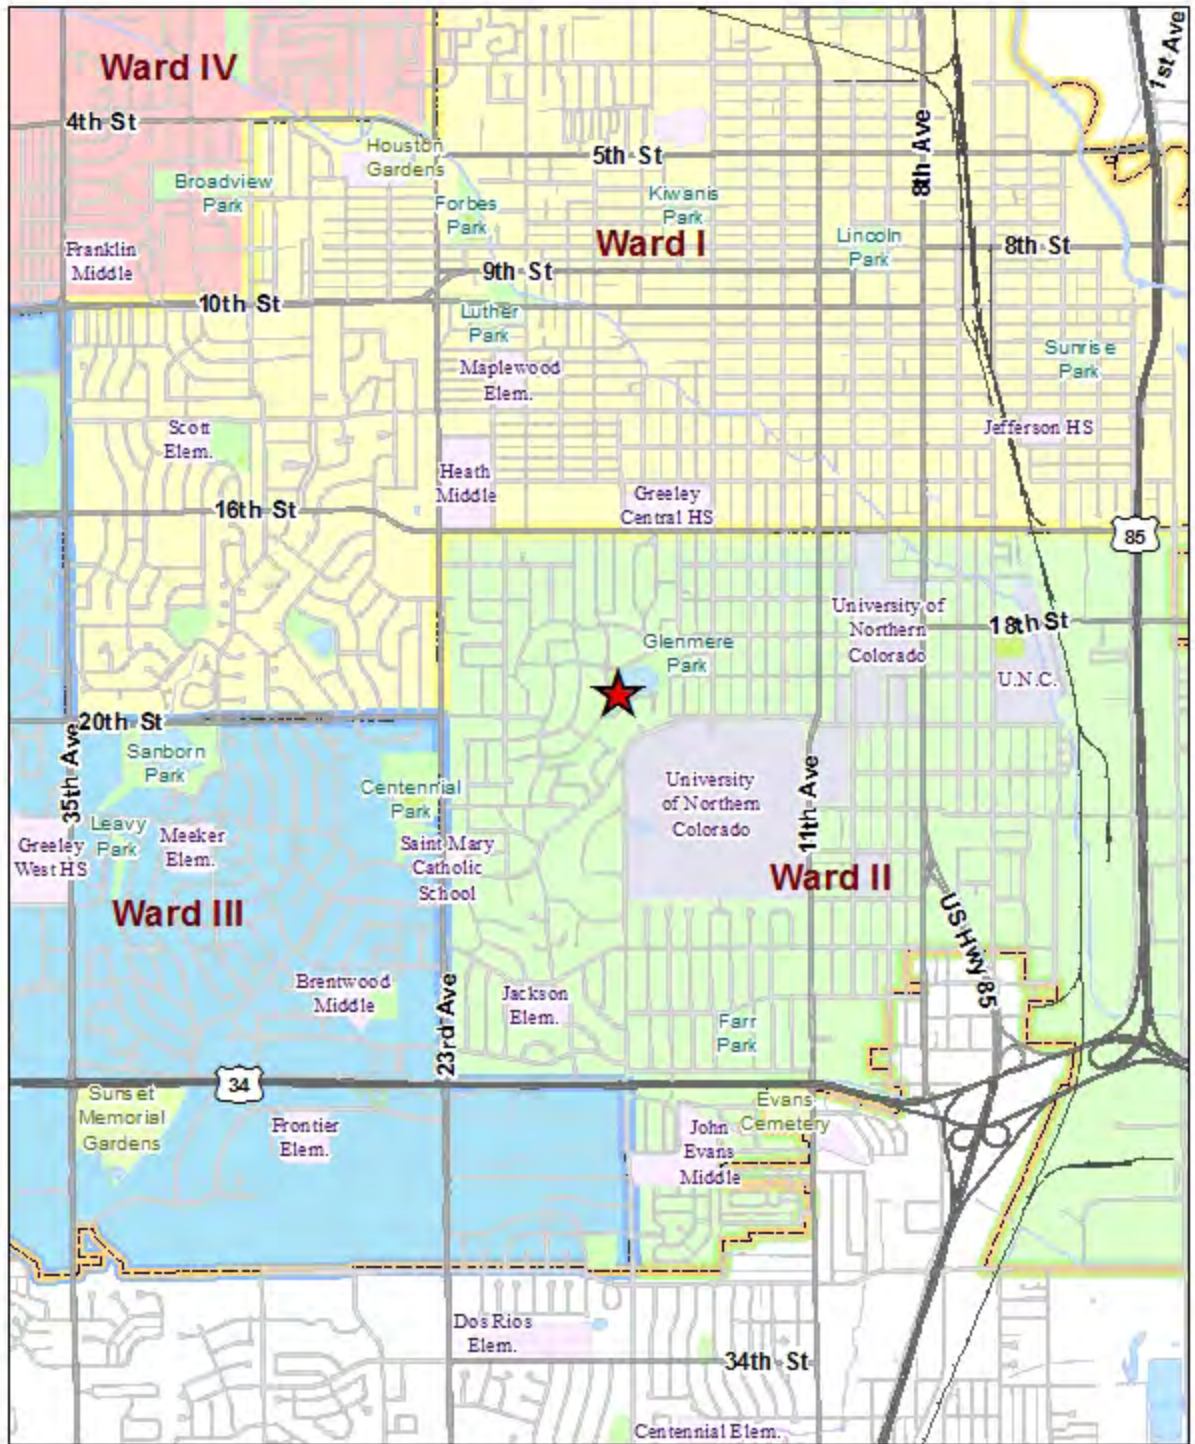 Ward IV
1st Ave
4th St
8th Ave
Houston
Gardens
5th St
Broadview
Park
Forbes
Park
Kiwanis
Park
Ward I
Lincoln
Park
8th St
Franklin
Middle
9th St
10th St
Luther
Park
Sunrise
Park
Maplewood
Elem.
Scott
Elem.
Jefferson HS
Heath
Middle
Greeley
Central HS
16th St
85
University of
Northern
Colorado
18th St
Glenmere
Park
U.N.C.
20th St
35th Ave
Sanborn
Park
Centennial
Park
University
of Northern
Colorado
11th Ave
Leavy
Park
Meeker
Elem.
Greeley
West HS
Saint Mary
Catholic
School
Ward II
Ward III
US Hwy 85
Brentwood
Middle
23rd Ave
Jackson
Elem.
Farr
Park
34
Sunset
Memorial
Gardens
Frontier
Elem.
Evans
Cemetery
John
Evans
Middle
Dos Rios
Elem.
34th St
Centennial Elem.